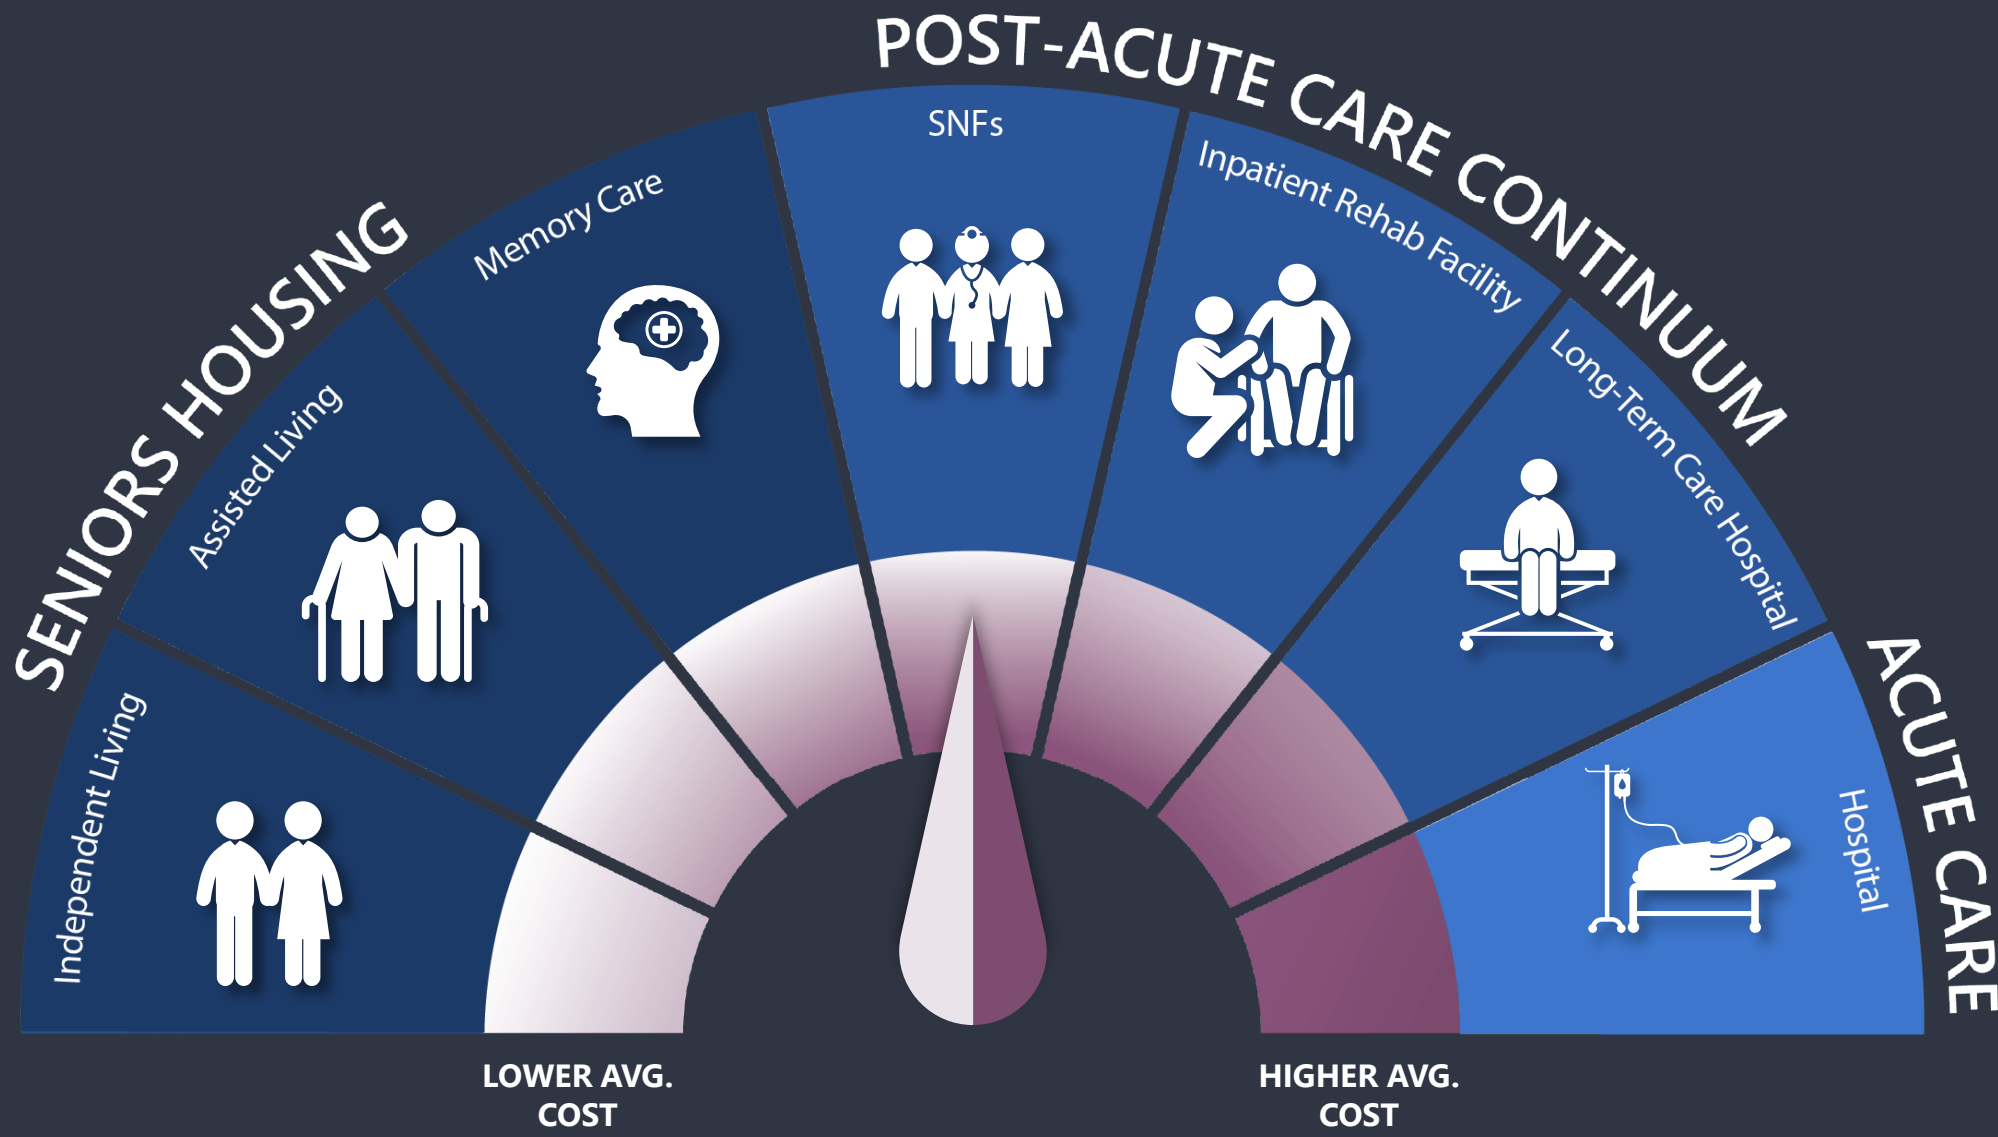 SENIORS HOUSING
POST-ACUTE CARE CONTINUUM
ACUTE CARE
Independent Living
Assisted Living
Memory Care
SNFs
Inpatient Rehab Facility
Long-Term Care Hospital
Hospital
LOWER AVG.
COST
HIGHER AVG.
COST